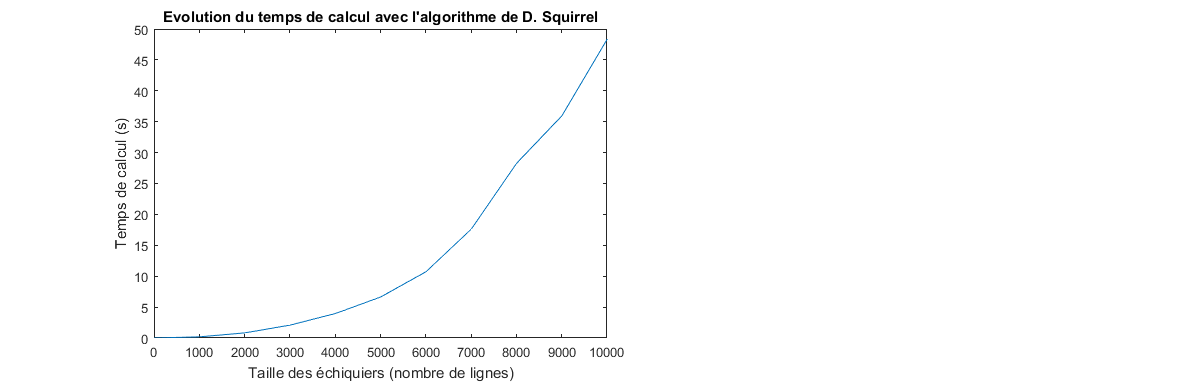 Evolution du temps de calcul avec l'algorithme de D. Squirrel
50
45
40
35
30
25
20
15
10
5
0
Temps de calcul (s)
0 1000 2000 3000 4000 5000 6000 7000 8000 9000 10000
Taille des échiquiers (nombre de lignes)